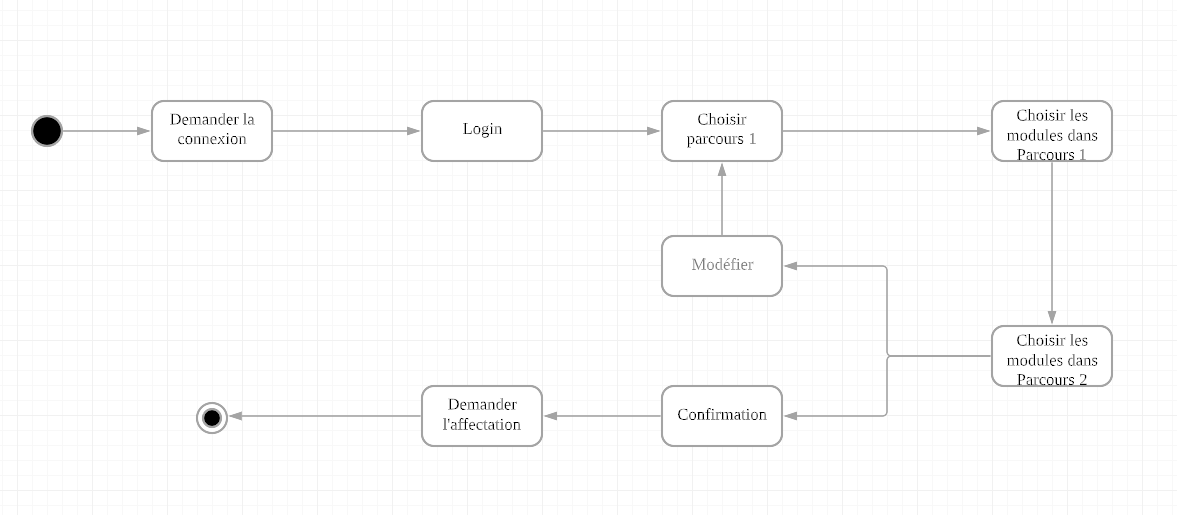 Demander la
connexion
Login
Choisir
parcours 1
Choisir les
modules dans
Parcours 1
Modéfier
Choisir les
modules dans
Parcours 2
Confirmation
Demander
l'affectation